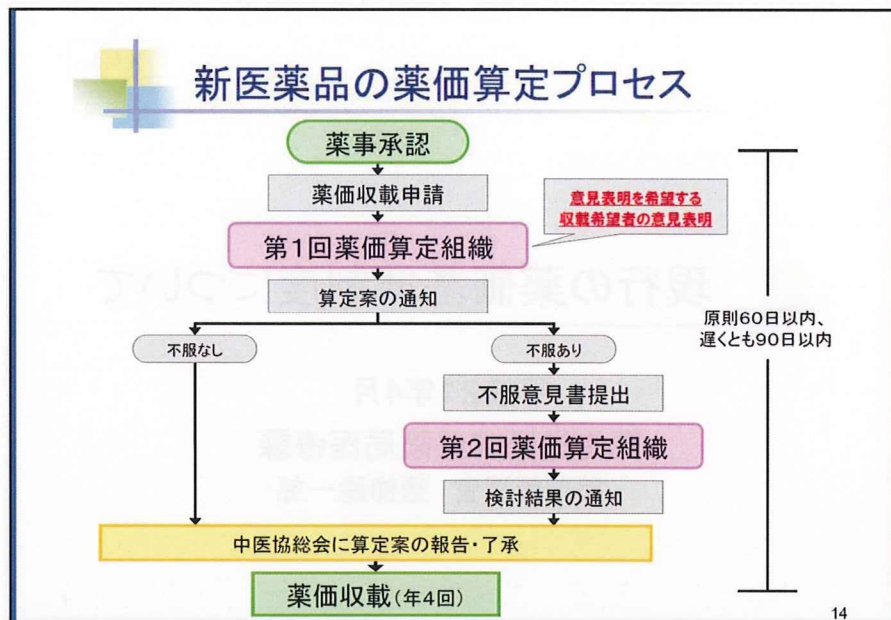 新医薬品の薬価算定プロセス
薬事承認
薬価収載申請
意見表明を希望する
収載希望者の意見表明
第1回薬価算定組織
算定案の通知
原則60日以内、
遅くとも90日以内
不服なし
不服あり
不服意見書提出
第2回薬価算定組織
検討結果の通知
中医協総会に算定案の報告・了承
薬価収載(年4回)
14